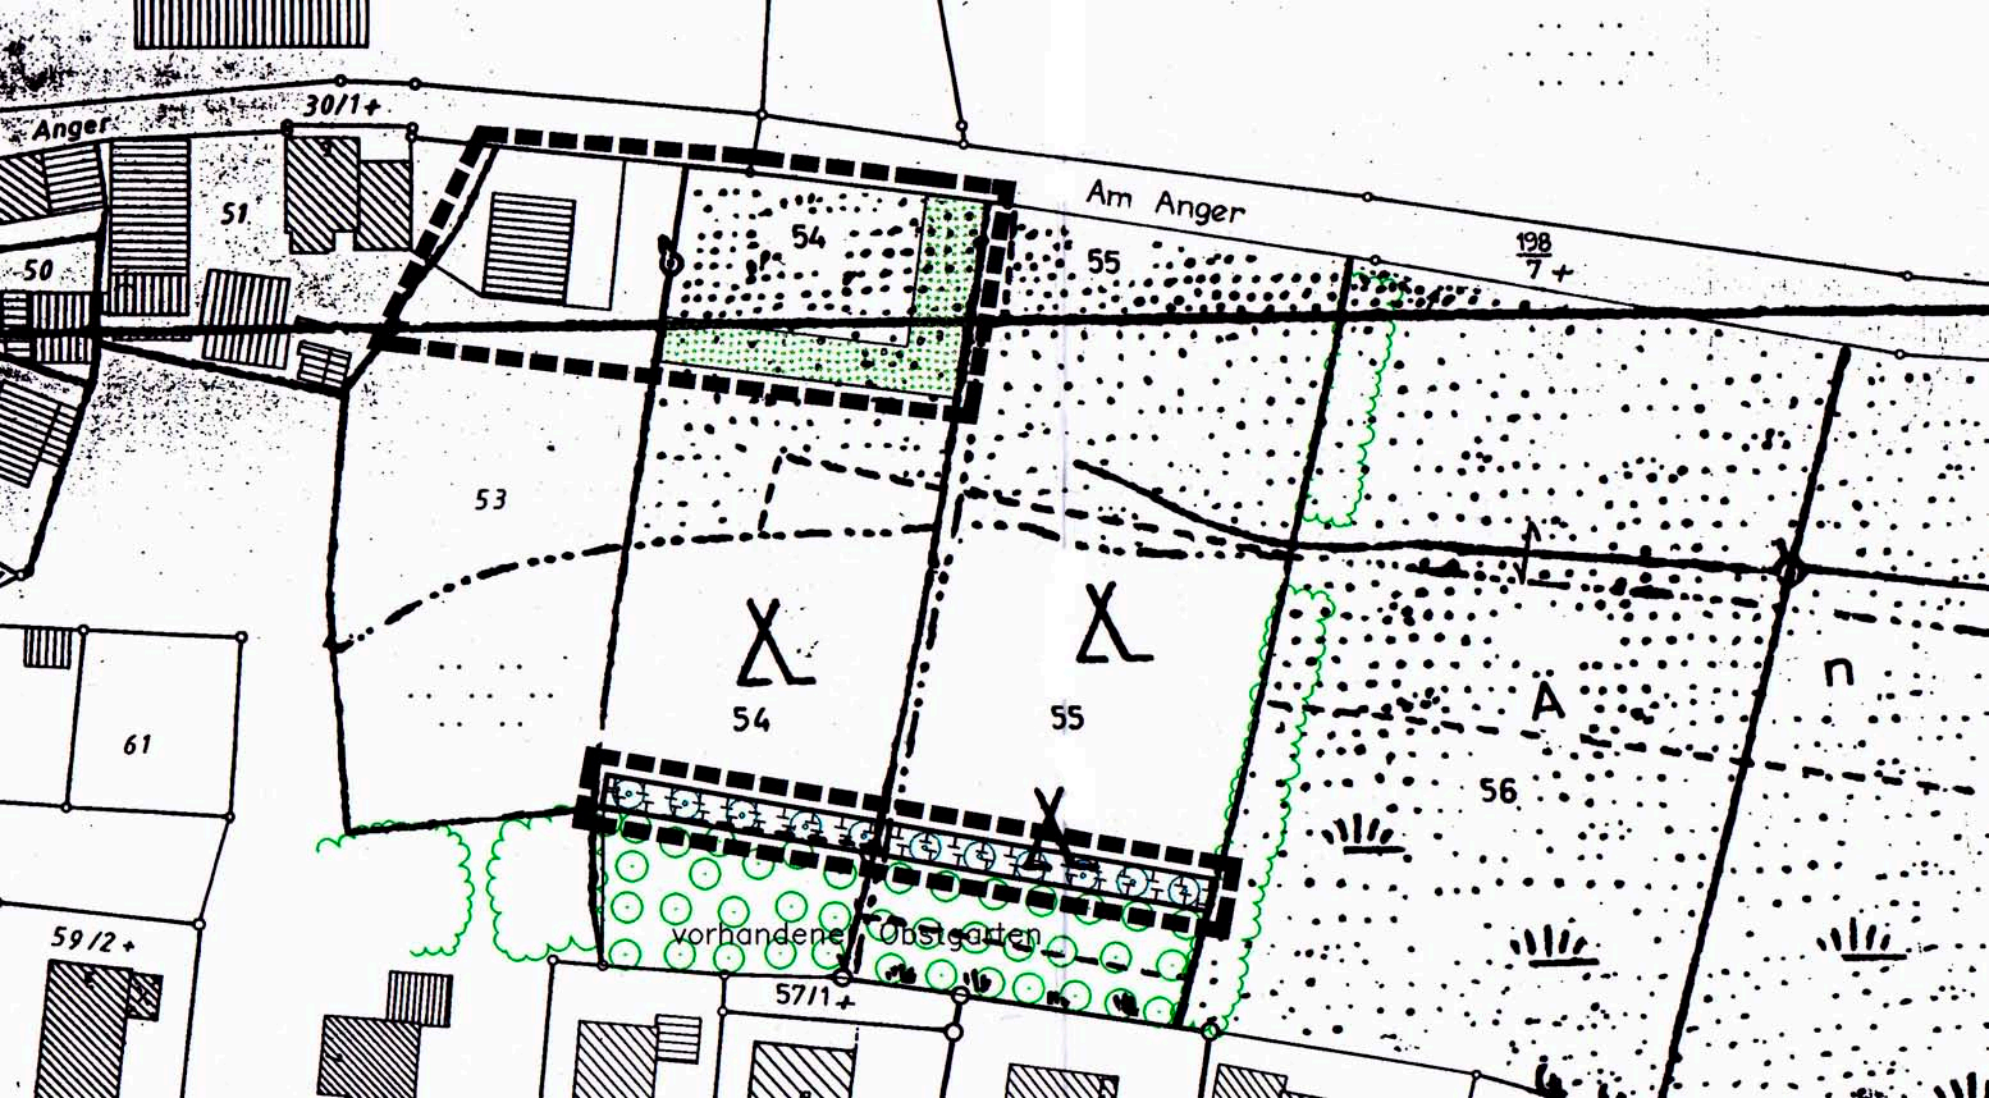 30/1+
Anger
Am Anger
51
54
55
198
7 +
50
53
A
n
54
55
61
56
vorhandener Obstgarten
59/2 +
57/1+